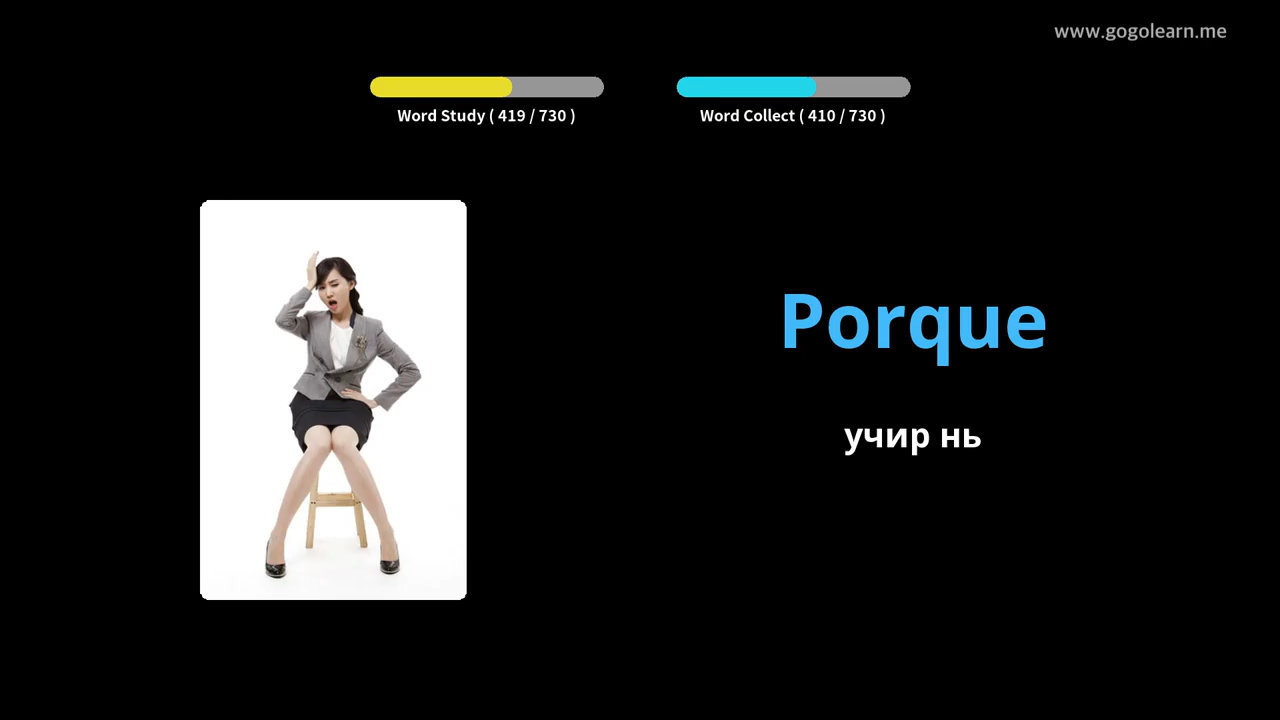 www.gogolearn.me
Word Study ( 419 / 730 )
Word Collect ( 410 / 730 )
Porque
учир нь